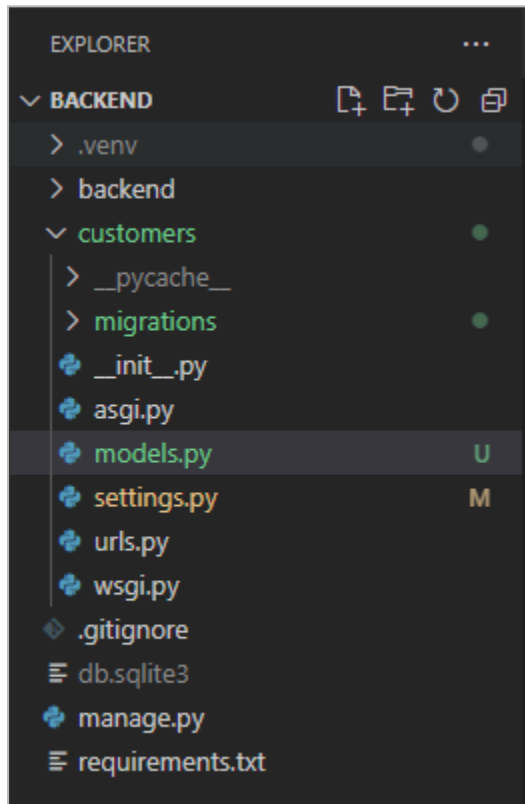 EXPLORER ...
BACKEND
.venv
backend
customers
__pycache__
migrations
__init__.py
asgi.py
models.py U
settings.py M
urls.py
wsgi.py
.gitignore
db.sqlite3
manage.py
requirements.txt